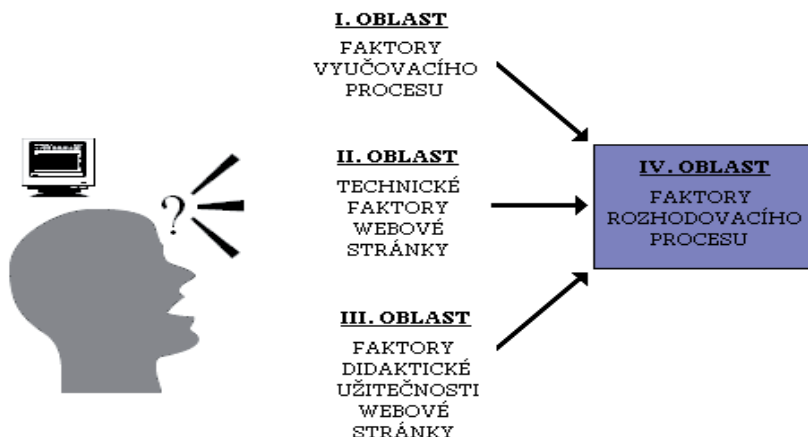 I. OBLAST
FAKTORY
VYUČOVACÍHO
PROCESU
II. OBLAST
TECHNICKÉ
FAKTORY
WEBOVÉ
STRÁNKY
III. OBLAST
FAKTORY
DIDAKTICKÉ
UŽITEČNOSTI
WEBOVÉ
STRÁNKY
IV. OBLAST
FAKTORY
ROZHODOVACÍHO
PROCESU
?